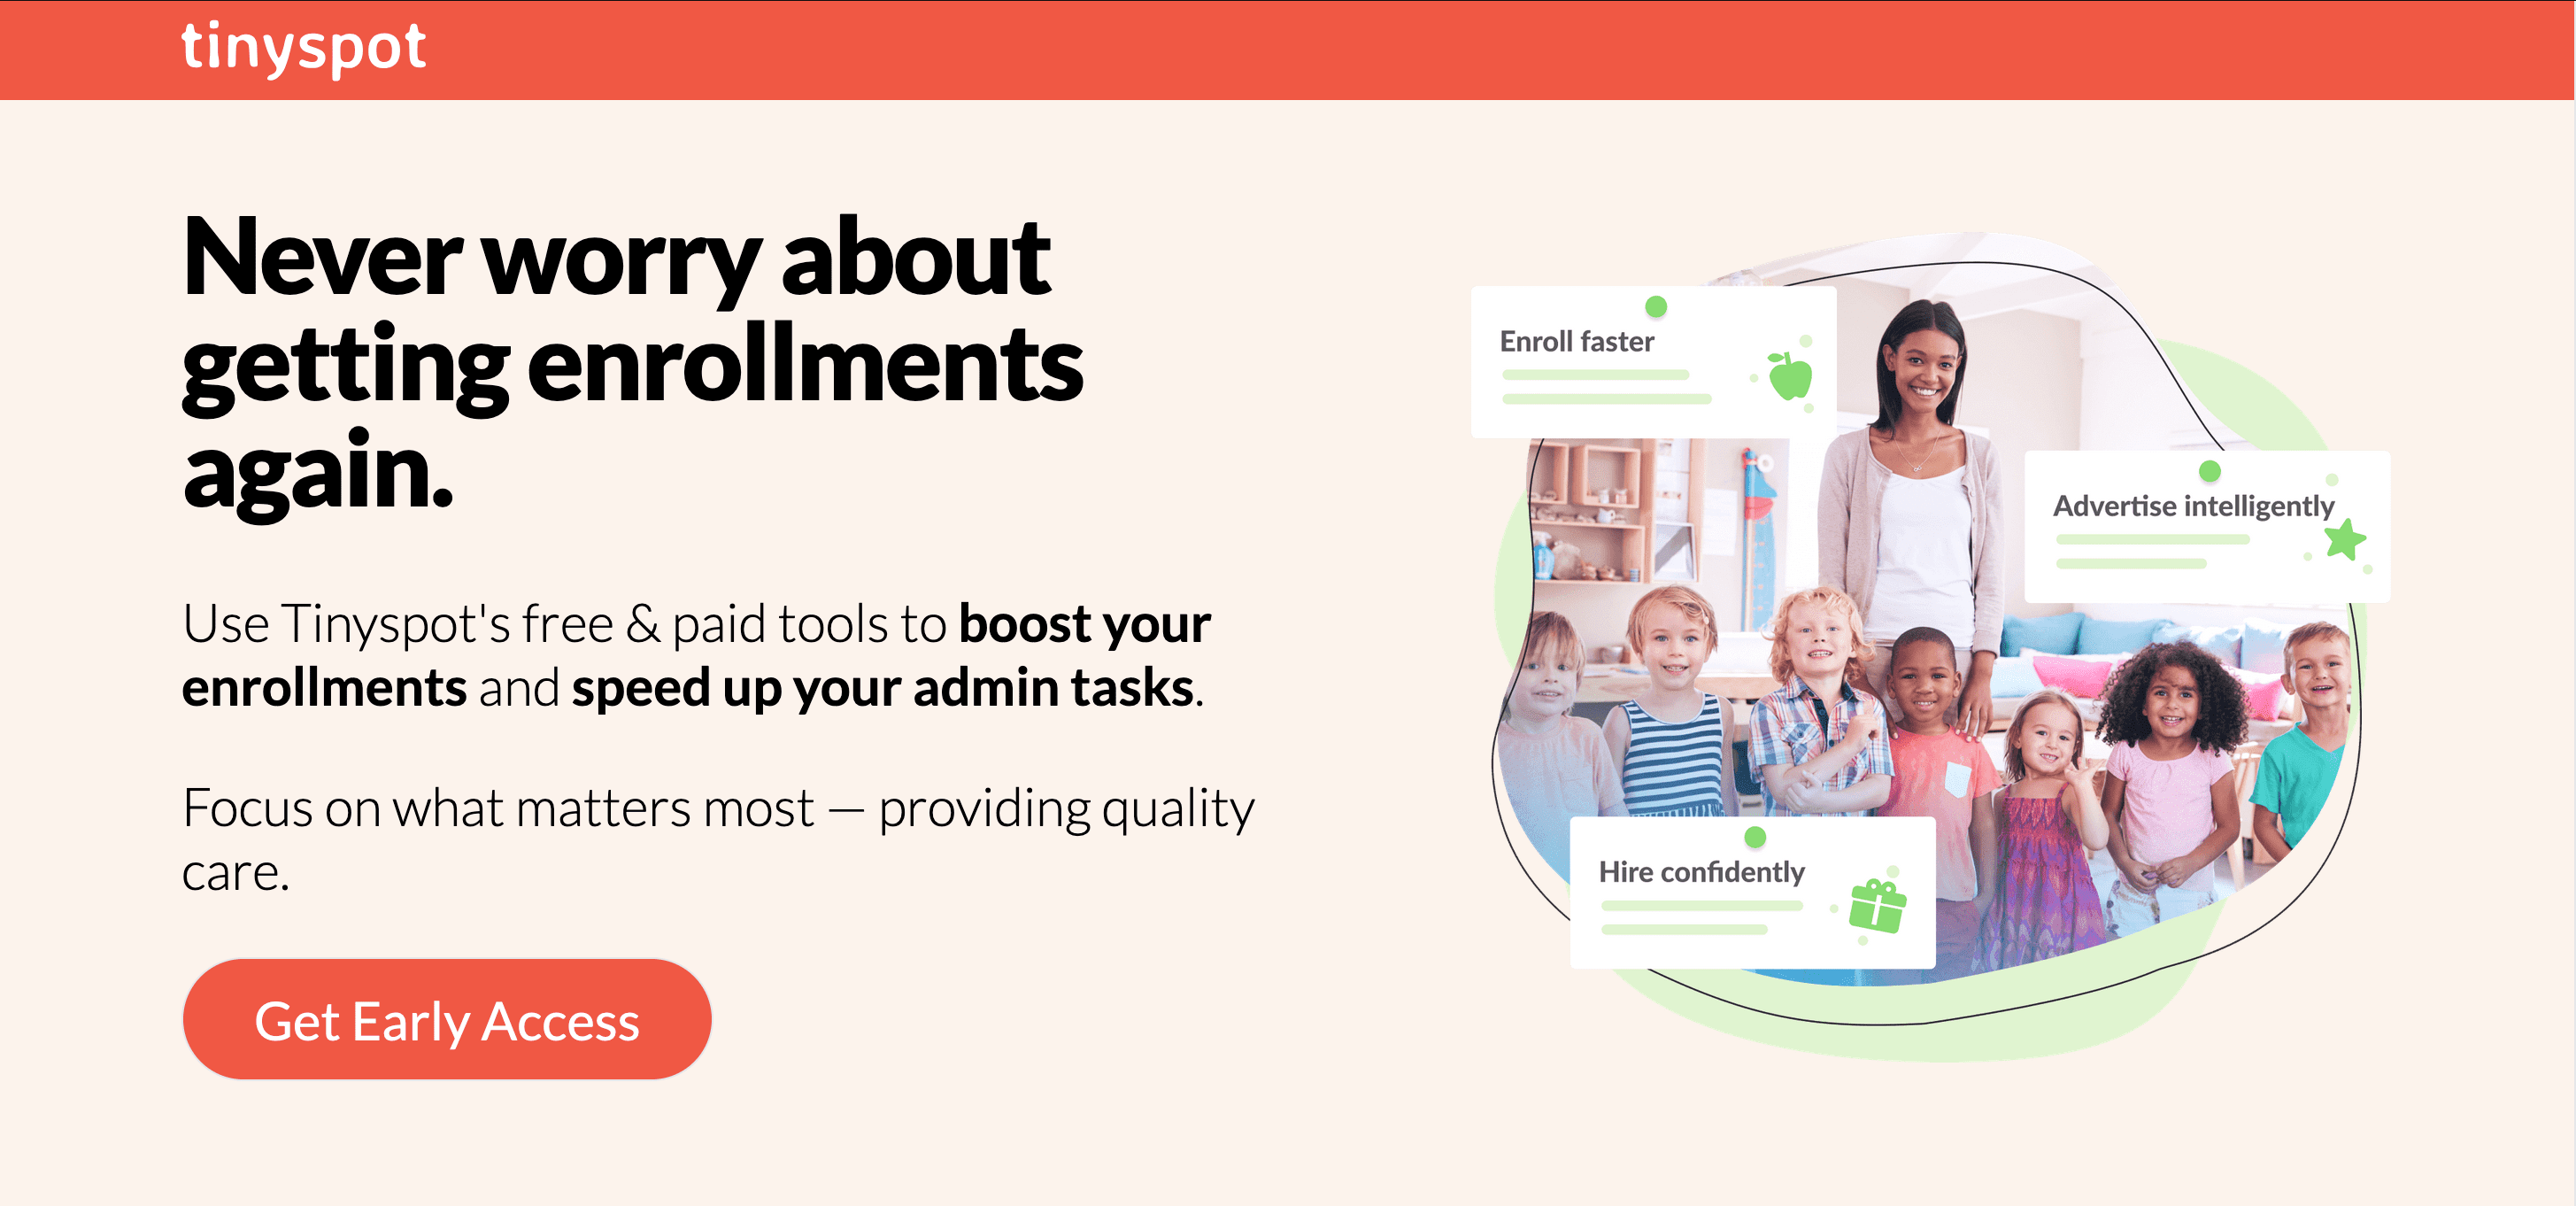 tinyspot
Never worry about
getting enrollments
again.
Use Tinyspot's free & paid tools to boost your
enrollments and speed up your admin tasks.
Focus on what matters most — providing quality
care.
Get Early Access
Enroll faster
Advertise intelligently
Hire confidently